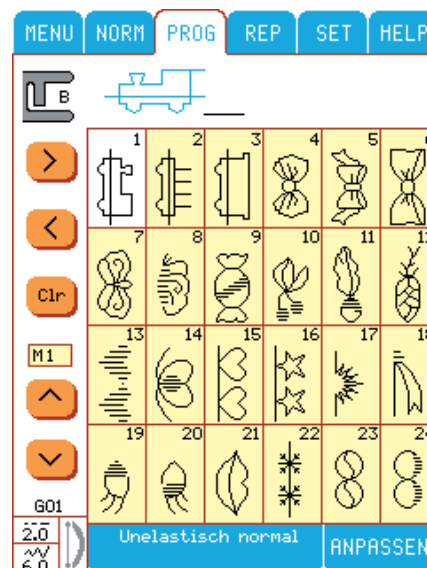 MENU NORM PROG REP SET HELP
B
> 1 2 3 4 5
<
7 8 9 10 11
Clr
M1
13 14 15 16 17
19 20 21 22 23
G01
2.0
Unelastisch normal
ANPASSEN
6.0